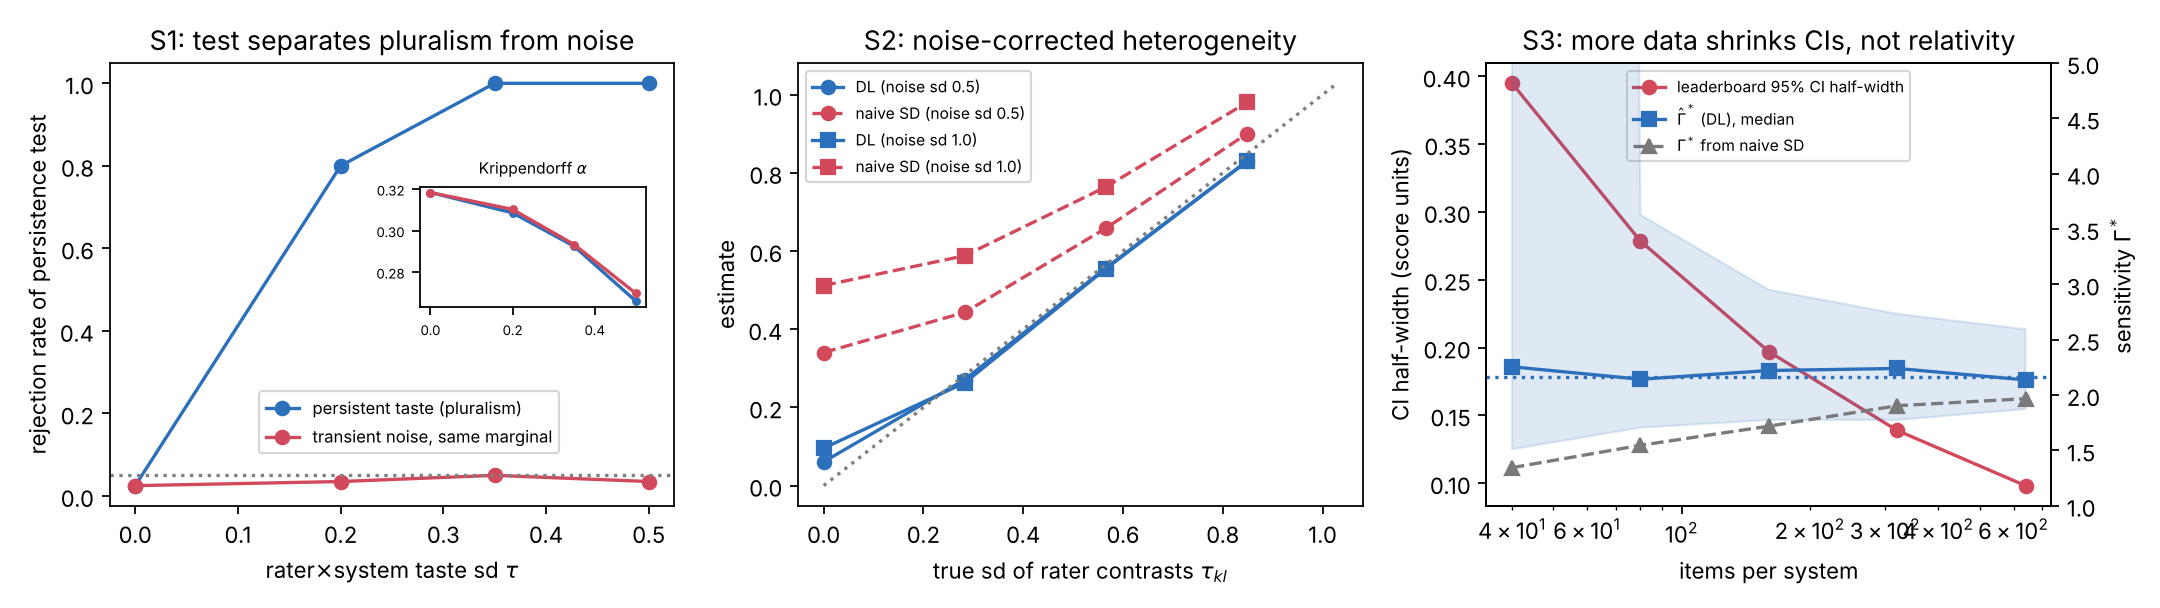 S1: test separates pluralism from noise
rejection rate of persistence test
1.0
0.8
0.6
0.4
0.2
0.0
Krippendorff α
0.32
0.30
0.28
0.0 0.2 0.4
persistent taste (pluralism)
transient noise, same marginal
0.0 0.1 0.2 0.3 0.4 0.5
rater×system taste sd τ
S2: noise-corrected heterogeneity
estimate
1.0
0.8
0.6
0.4
0.2
0.0
DL (noise sd 0.5)
naive SD (noise sd 0.5)
DL (noise sd 1.0)
naive SD (noise sd 1.0)
0.0 0.2 0.4 0.6 0.8 1.0
true sd of rater contrasts τ_kl
S3: more data shrinks CIs, not relativity
CI half-width (score units)
0.40
0.35
0.30
0.25
0.20
0.15
0.10
leaderboard 95% CI half-width
Γ̂* (DL), median
Γ* from naive SD
5.0
4.5
4.0
3.5
3.0
2.5
2.0
1.5
1.0
sensitivity Γ*
4 × 10¹ 6 × 10¹ 10² 2 × 10² 3 × 10² 4 × 10² 6 × 10²
items per system